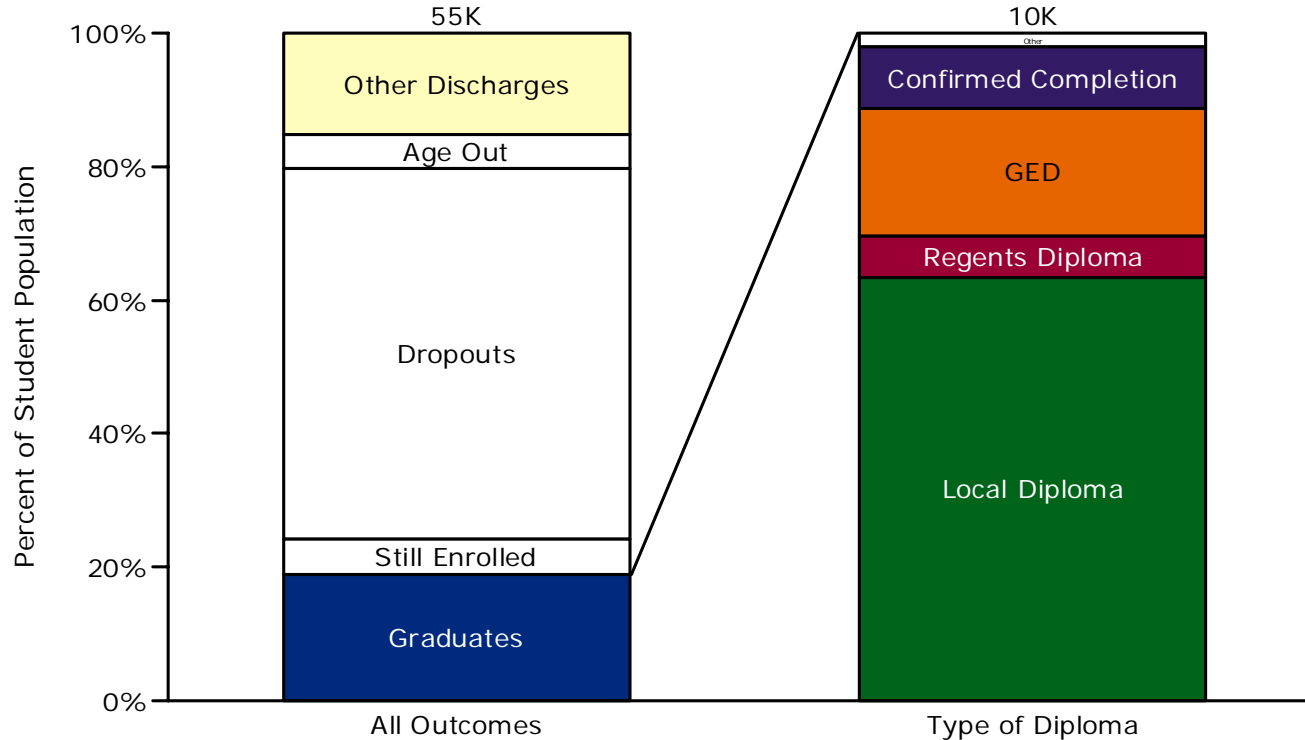 55K
10K
100%
80%
60%
40%
20%
0%
Percent of Student Population
Other Discharges
Age Out
Dropouts
Still Enrolled
Graduates
Other
Confirmed Completion
GED
Regents Diploma
Local Diploma
All Outcomes
Type of Diploma